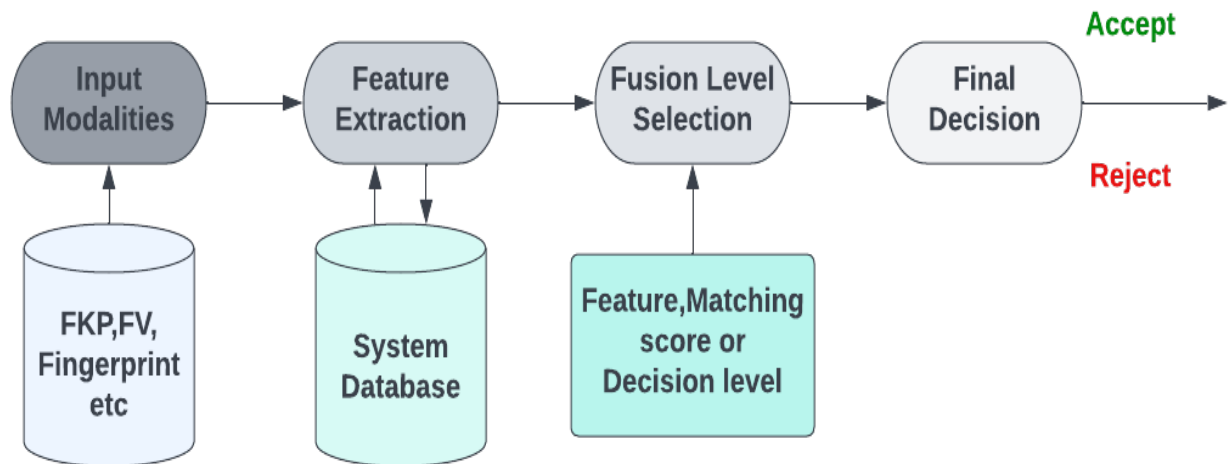 Accept
Input
Modalities
Feature
Extraction
Fusion Level
Selection
Final
Decision
Reject
FKP,FV,
Fingerprint
etc
System
Database
Feature,Matching
score or
Decision level